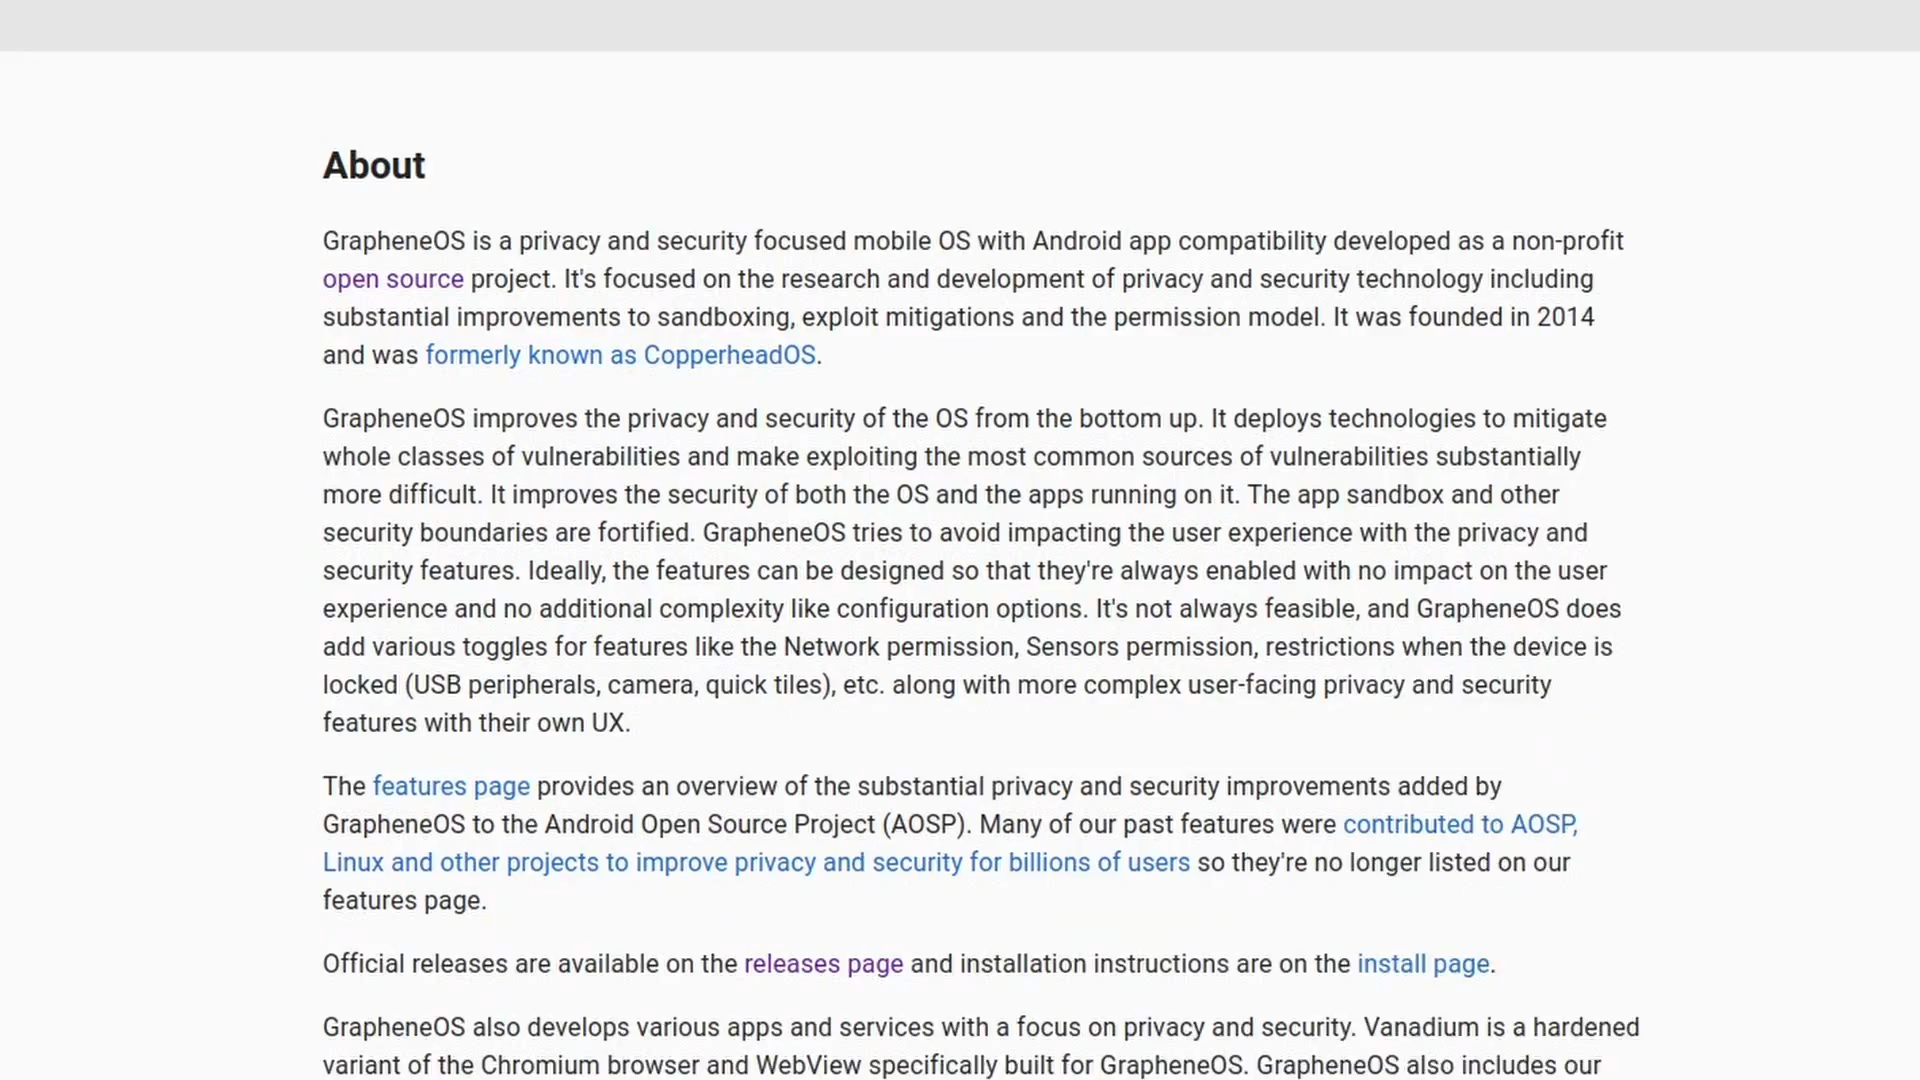 About
GrapheneOS is a privacy and security focused mobile OS with Android app compatibility developed as a non-profit
open source project. It's focused on the research and development of privacy and security technology including
substantial improvements to sandboxing, exploit mitigations and the permission model. It was founded in 2014
and was formerly known as CopperheadOS.
GrapheneOS improves the privacy and security of the OS from the bottom up. It deploys technologies to mitigate
whole classes of vulnerabilities and make exploiting the most common sources of vulnerabilities substantially
more difficult. It improves the security of both the OS and the apps running on it. The app sandbox and other
security boundaries are fortified. GrapheneOS tries to avoid impacting the user experience with the privacy and
security features. Ideally, the features can be designed so that they're always enabled with no impact on the user
experience and no additional complexity like configuration options. It's not always feasible, and GrapheneOS does
add various toggles for features like the Network permission, Sensors permission, restrictions when the device is
locked (USB peripherals, camera, quick tiles), etc. along with more complex user-facing privacy and security
features with their own UX.
The features page provides an overview of the substantial privacy and security improvements added by
GrapheneOS to the Android Open Source Project (AOSP). Many of our past features were contributed to AOSP,
Linux and other projects to improve privacy and security for billions of users so they're no longer listed on our
features page.
Official releases are available on the releases page and installation instructions are on the install page.
GrapheneOS also develops various apps and services with a focus on privacy and security. Vanadium is a hardened
variant of the Chromium browser and WebView specifically built for GrapheneOS. GrapheneOS also includes our